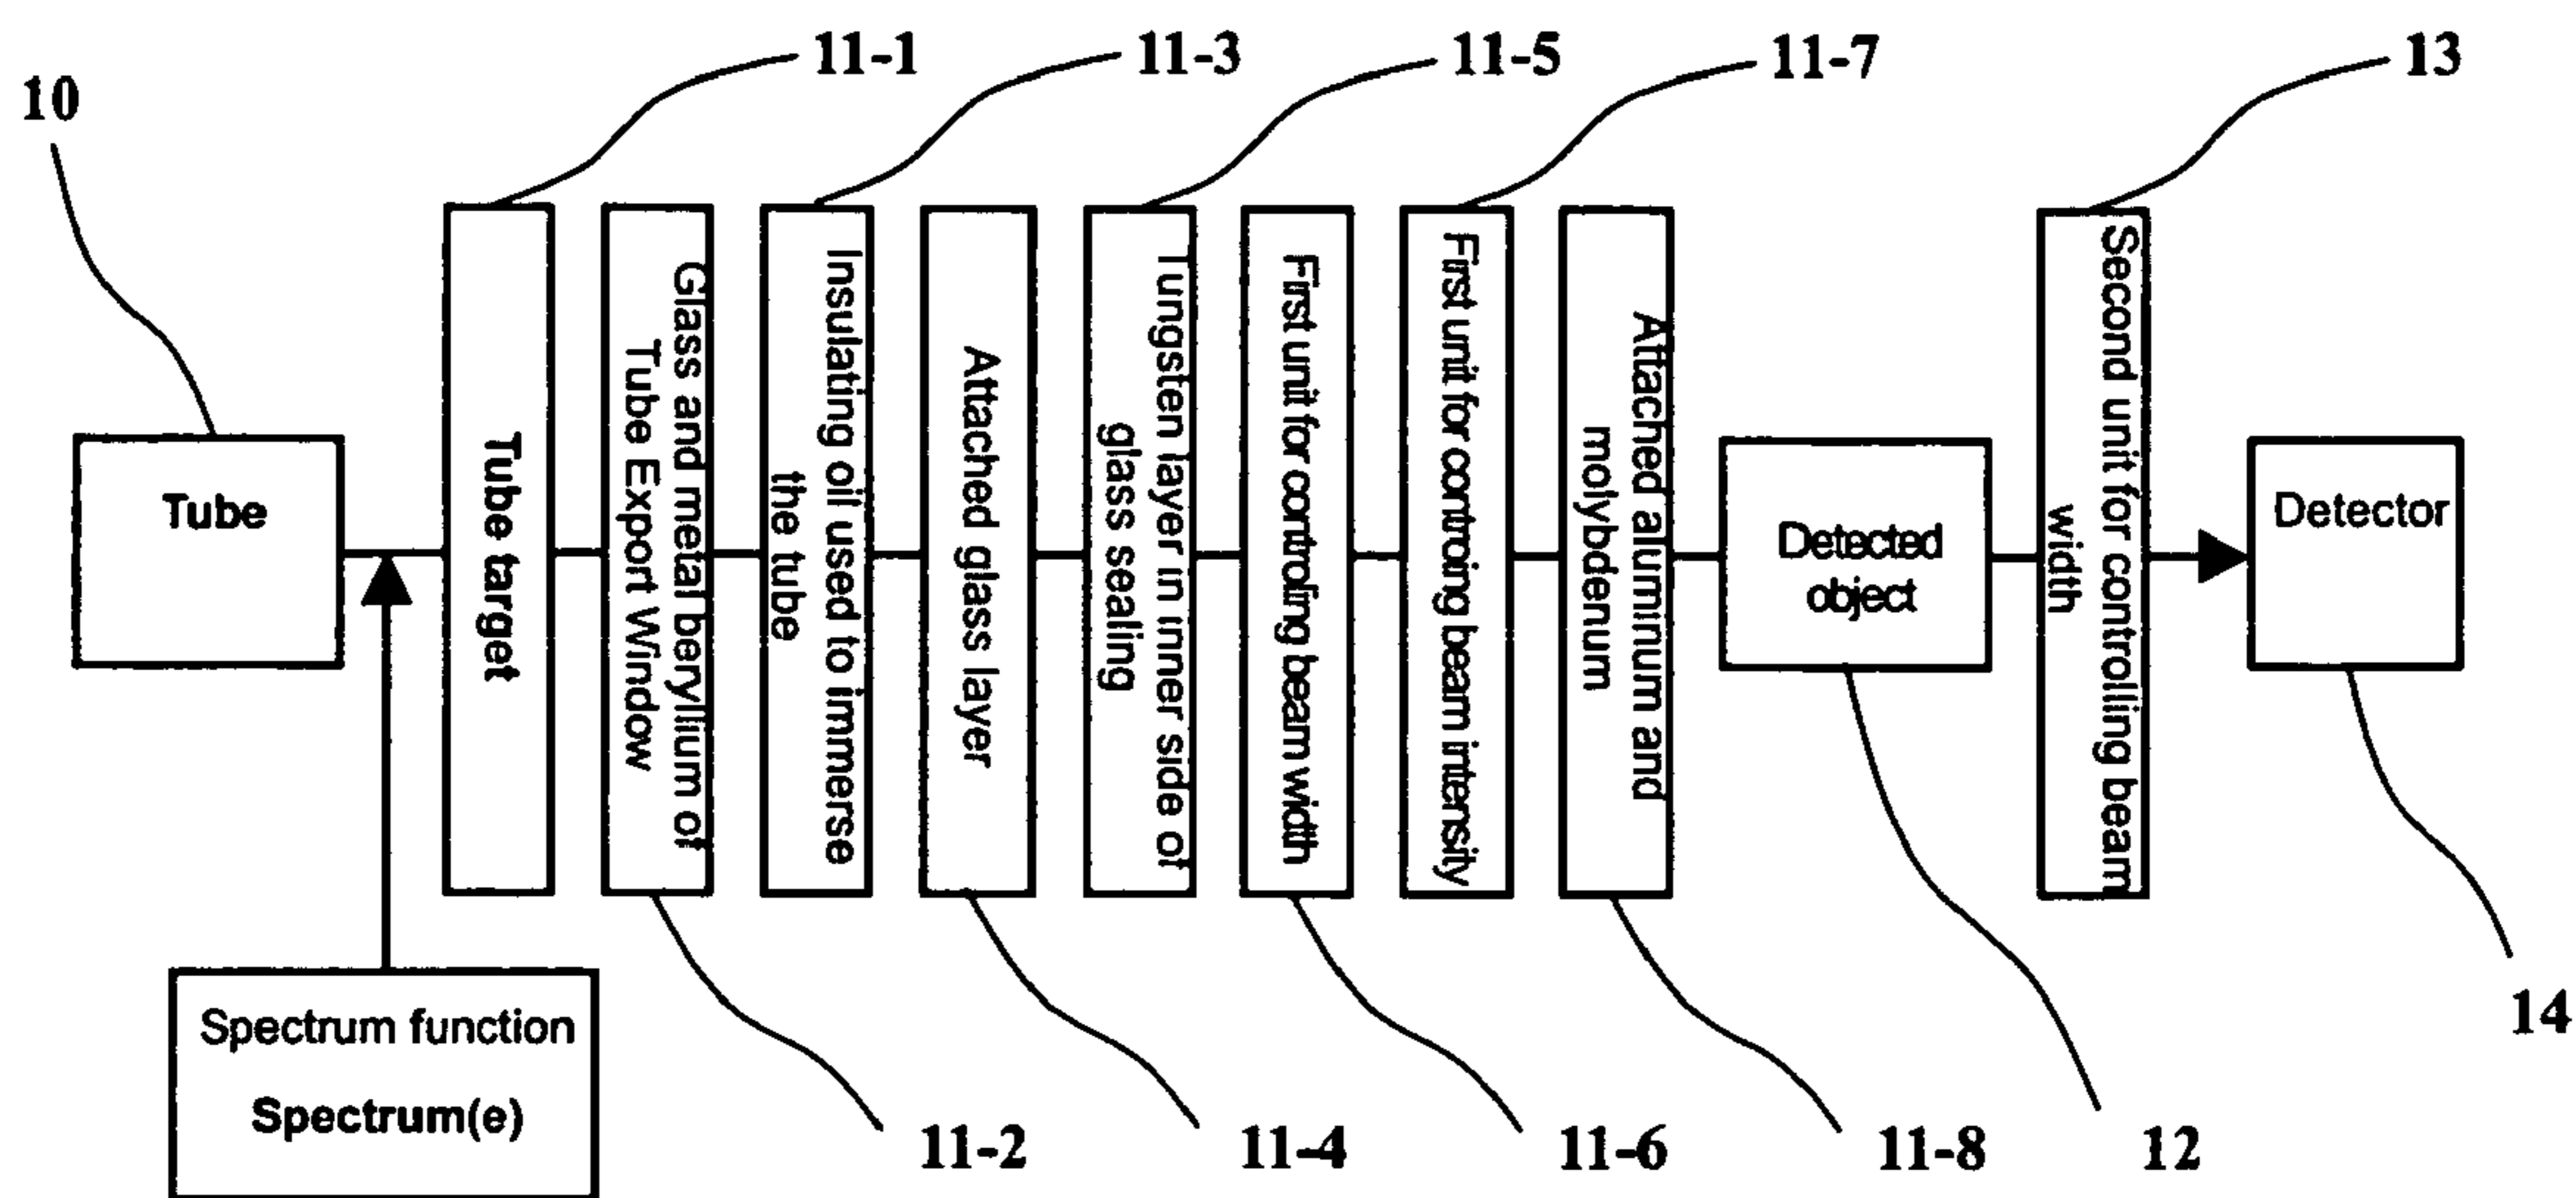 11-1
11-3
11-5
11-7
13
10
Tube
Tube target
Glass and metal beryllium of
Tube Export Window
Insulating oil used to immerse
the tube
Attached glass layer
Tungsten layer in inner side of
glass sealing
First unit for controling beam width
First unit for controing beam intensity
Attached aluminum and
molybdenum
Detected
object
Second unit for controlling beam
width
Detector
Spectrum function
Spectrum(e)
11-2
11-4
11-6
11-8
12
14